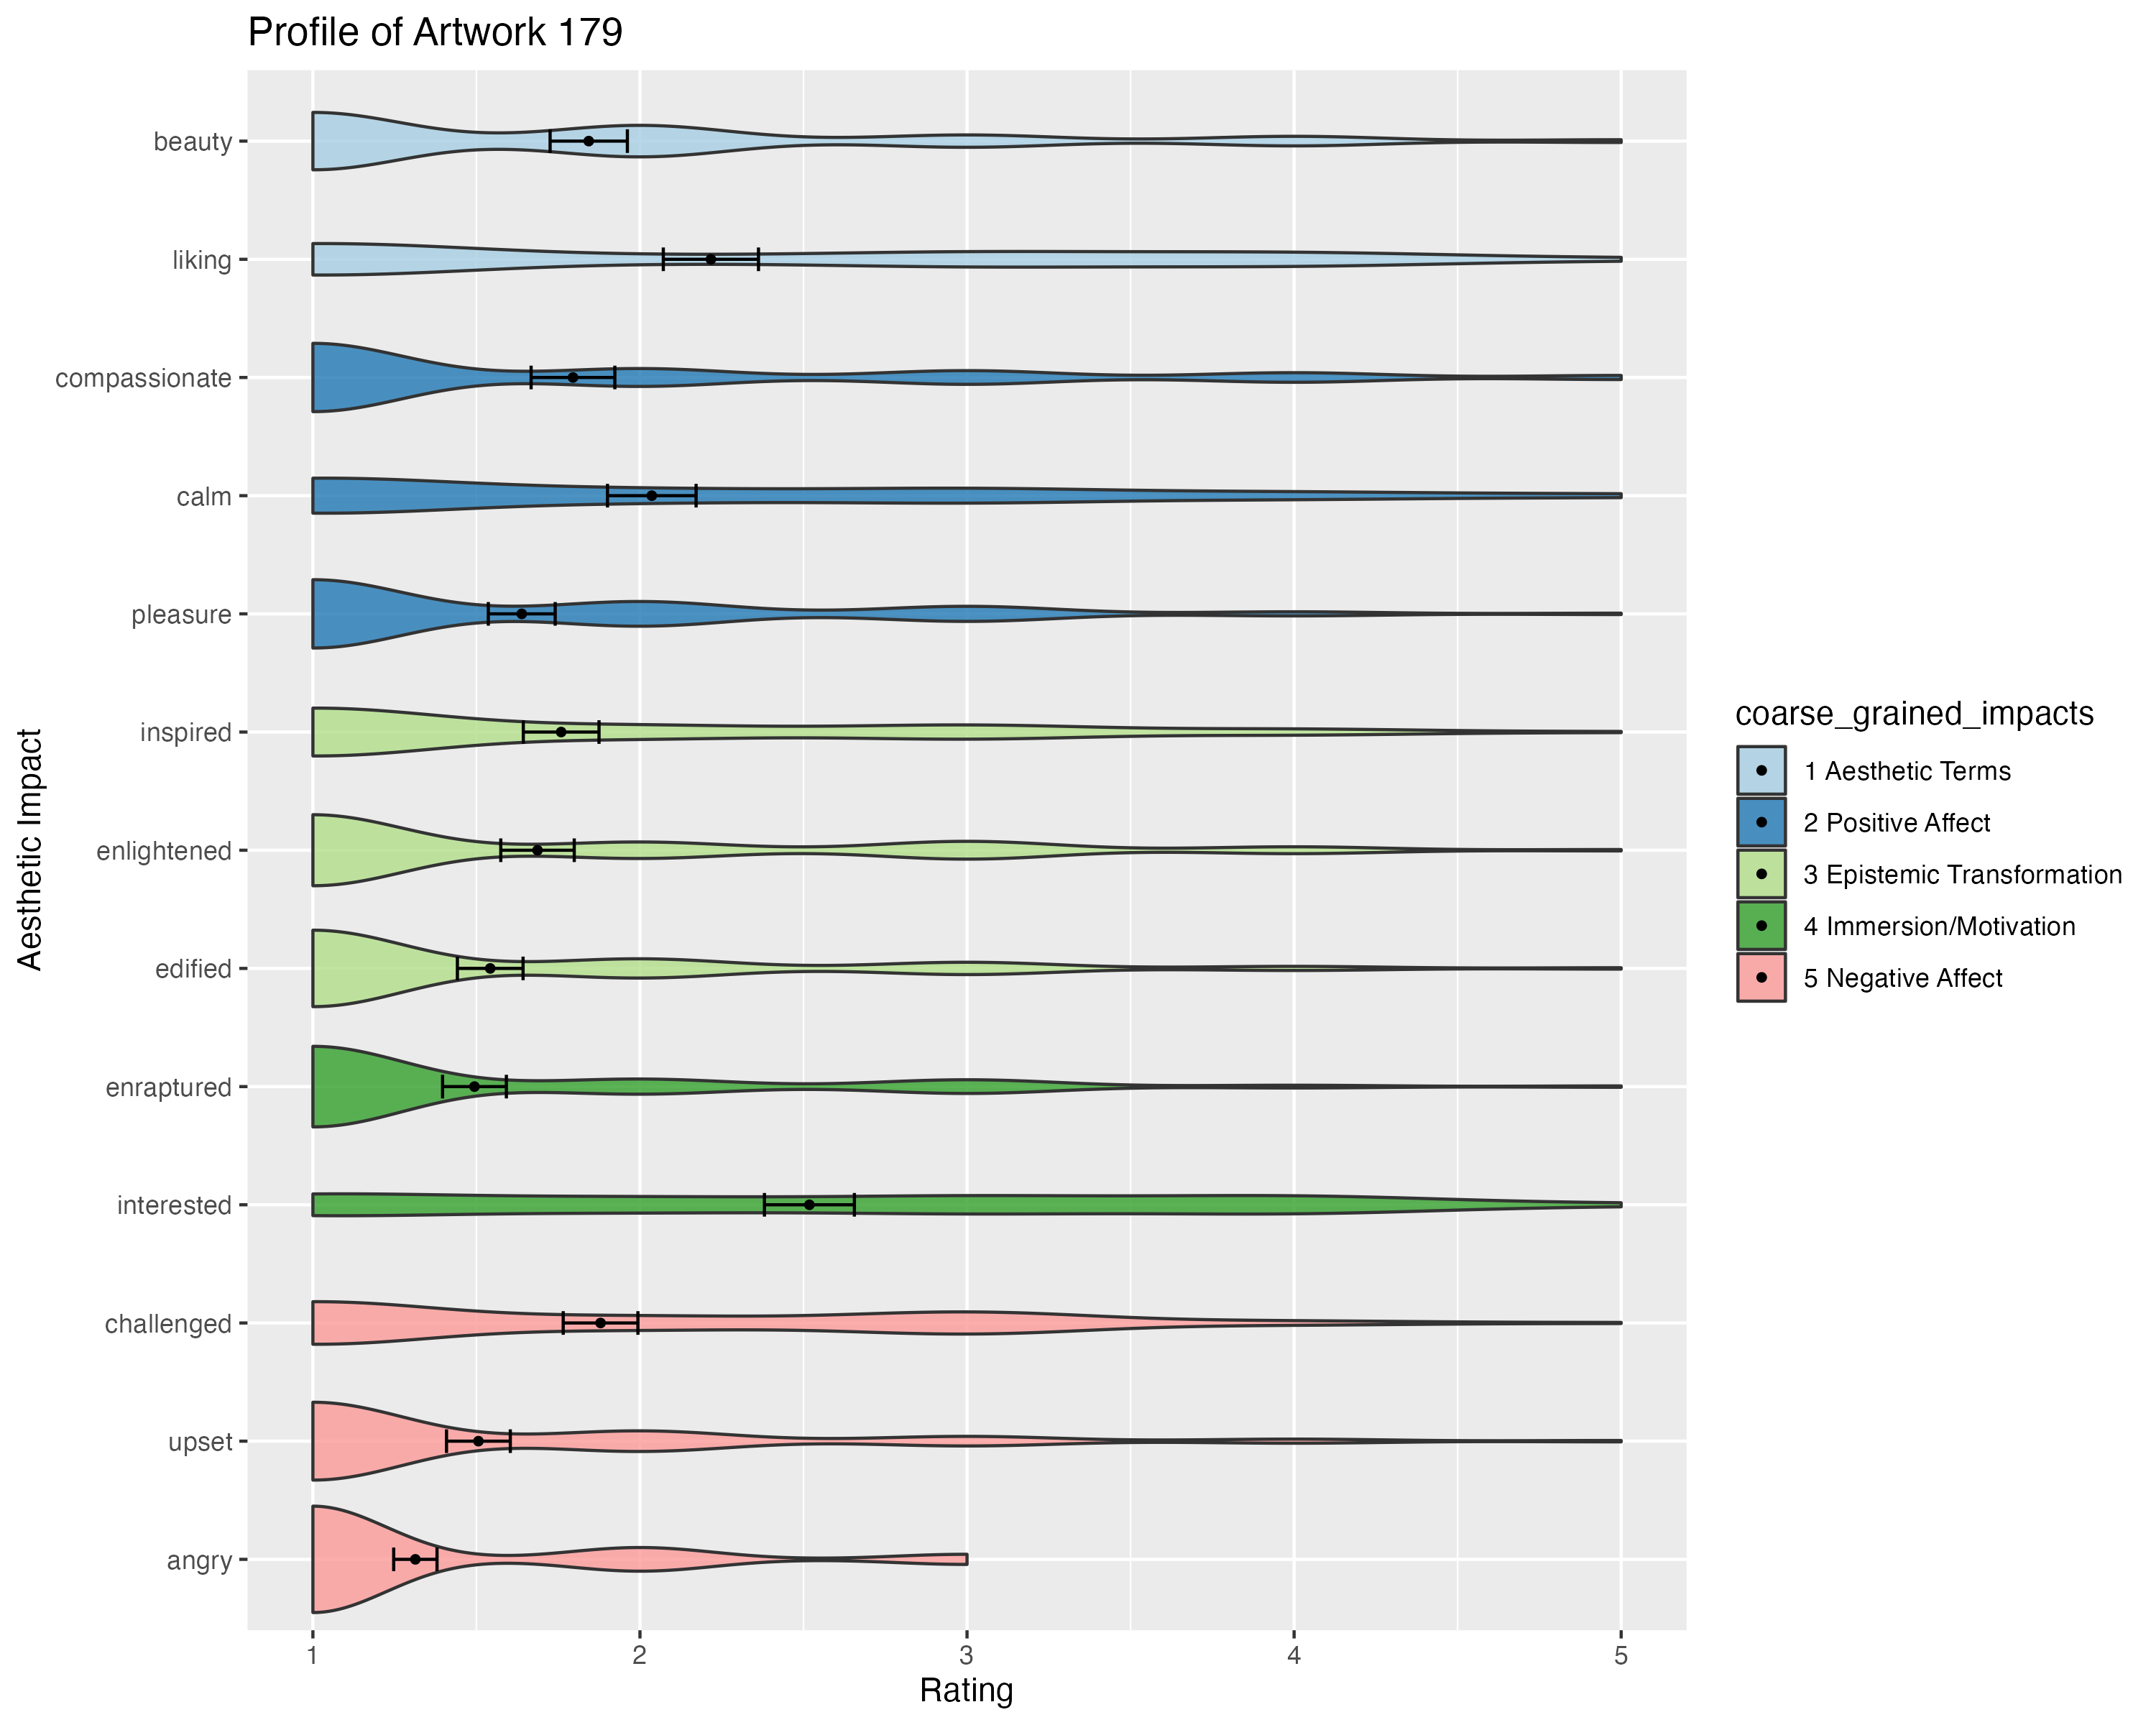 Profile of Artwork 179
beauty
liking
compassionate
calm
pleasure
inspired
enlightened
edified
enraptured
interested
challenged
upset
angry
Aesthetic Impact
1 2 3 4 5
Rating
coarse_grained_impacts
1 Aesthetic Terms
2 Positive Affect
3 Epistemic Transformation
4 Immersion/Motivation
5 Negative Affect